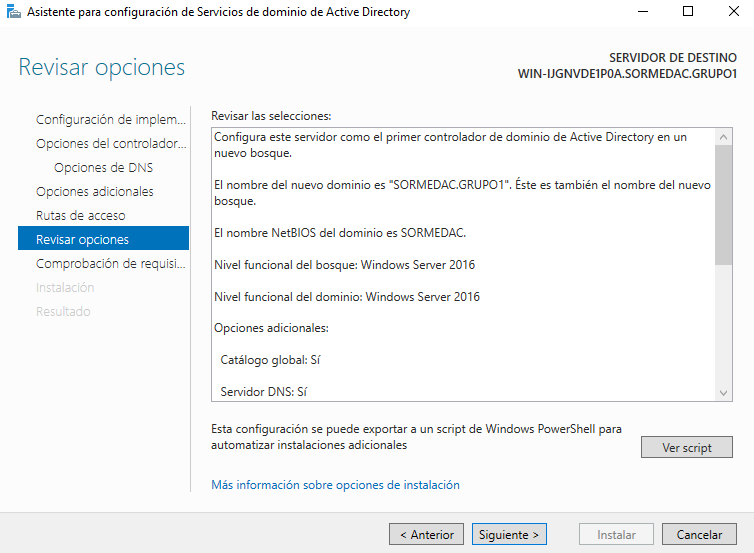 Asistente para configuración de Servicios de dominio de Active Directory
Revisar opciones
SERVIDOR DE DESTINO
WIN-IJGNVDE1P0A.SORMEDAC.GRUPO1
Configuración de implem...
Opciones del controlador...
Opciones de DNS
Opciones adicionales
Rutas de acceso
Revisar opciones
Comprobación de requisi...
Instalación
Resultado
Revisar las selecciones:
Configura este servidor como el primer controlador de dominio de Active Directory en un
nuevo bosque.
El nombre del nuevo dominio es "SORMEDAC.GRUPO1". Éste es también el nombre del nuevo
bosque.
El nombre NetBIOS del dominio es SORMEDAC.
Nivel funcional del bosque: Windows Server 2016
Nivel funcional del dominio: Windows Server 2016
Opciones adicionales:
Catálogo global: Sí
Servidor DNS: Sí
Esta configuración se puede exportar a un script de Windows PowerShell para
automatizar instalaciones adicionales
Ver script
Más información sobre opciones de instalación
< Anterior
Siguiente >
Instalar
Cancelar